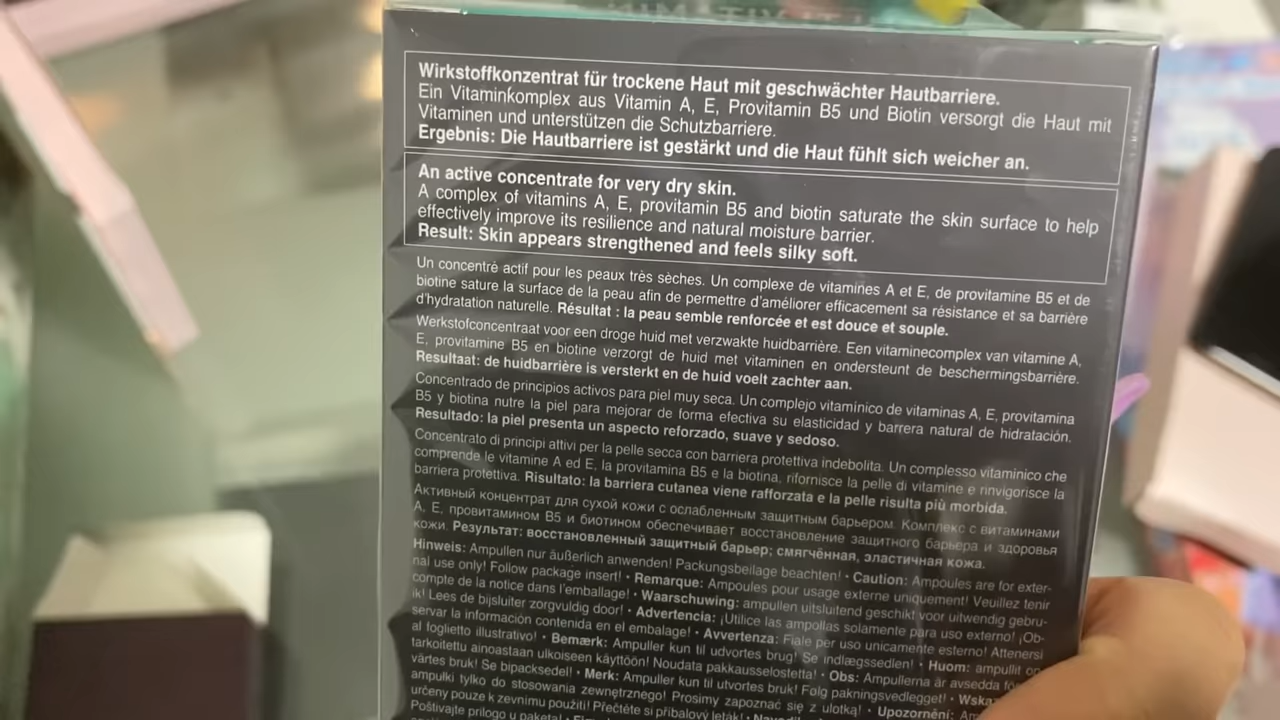 Wirkstoffkonzentrat für trockene Haut mit geschwächter Hautbarriere.
Ein Vitaminkomplex aus Vitamin A, E, Provitamin B5 und Biotin versorgt die Haut mit
Vitaminen und unterstützen die Schutzbarriere.
Ergebnis: Die Hautbarriere ist gestärkt und die Haut fühlt sich weicher an.
An active concentrate for very dry skin.
A complex of vitamins A, E, provitamin B5 and biotin saturate the skin surface to help
effectively improve its resilience and natural moisture barrier.
Result: Skin appears strengthened and feels silky soft.
Un concentrè actif pour les peaux très sèches. Un complexe de vitamines A et E, de provitamine B5 et de
biotine sature la surface de la peau afin de permettre d'améliorer efficacement sa résistance et sa barrière
d'hydratation naturelle. Résultat : la peau semble renforcée et est douce et souple.
Werkstofconcentraat voor een droge huid met verzwakte huidbarrière. Een vitaminecomplex van vitamine A,
E, provitamine B5 en biotine verzorgt de huid met vitaminen en ondersteunt de beschermingsbarrière.
Resultaat: de huidbarrière is versterkt en de huid voelt zachter aan.
Concentrado de principios activos para piel muy seca. Un complejo vitamínico de vitaminas A, E, provitamina
B5 y biotina nutre la piel para mejorar de forma efectiva su elasticidad y barrera natural de hidratación.
Resultado: la piel presenta un aspecto reforzado, suave y sedoso.
Concentrato di principi attivi per la pelle secca con barriera protettiva indebolita. Un complesso vitaminico che
comprende le vitamine A ed E, la provitamina B5 e la biotina, rifornisce la pelle di vitamine e rinvigorisce la
barriera protettiva. Risultato: la barriera cutanea viene rafforzata e la pelle risulta più morbida.
Активный концентрат для сухой кожи с ослабленным защитным барьером. Комплекс с витаминами
А, Е, провитамином В5 и биотином обеспечивает восстановление защитного барьера и здоровья
кожи. Результат: восстановленный защитный барьер; смягчённая, эластичная кожа.
Hinweis: Ampullen nur äußerlich anwenden! Packungsbeilage beachten! • Caution: Ampoules are for exter-
nal use only! Follow package insert! • Remarque: Ampoules pour usage externe uniquement! Veuillez tenir
compte de la notice dans l'emballage! • Waarschuwing: ampullen uitsluitend geschikt voor uitwendig gebru-
ik! Lees de bijsluiter zorgvuldig door! • Advertencia: ¡Utilice las ampollas solamente para uso externo! ¡Ob-
servar la información contenida en el embalage! • Avvertenza: Fiale per uso unicamente esterno! Attenersi
al foglietto illustrativo! • Bemærk: Ampuller kun til udvortes brug! Se indlægssedlen! • Huom: ampullit
tarkoitettu ainoastaan ulkoiseen käyttöön! Noudata pakkausselostetta! • Obs: Ampullerna är avsedda
värtes bruk! Se bipacksedel! • Merk: Ampuller kun til utvortes bruk! Følg pakningsvedlegget! •
ampułki tylko do stosowania zewnętrznego! Prosimy zapoznać się z ulotką! • Upozornění:
určeny pouze k zevnímu použití! Přečtěte si příbalový leták! •
Poštivajte prilogo u paketa! •